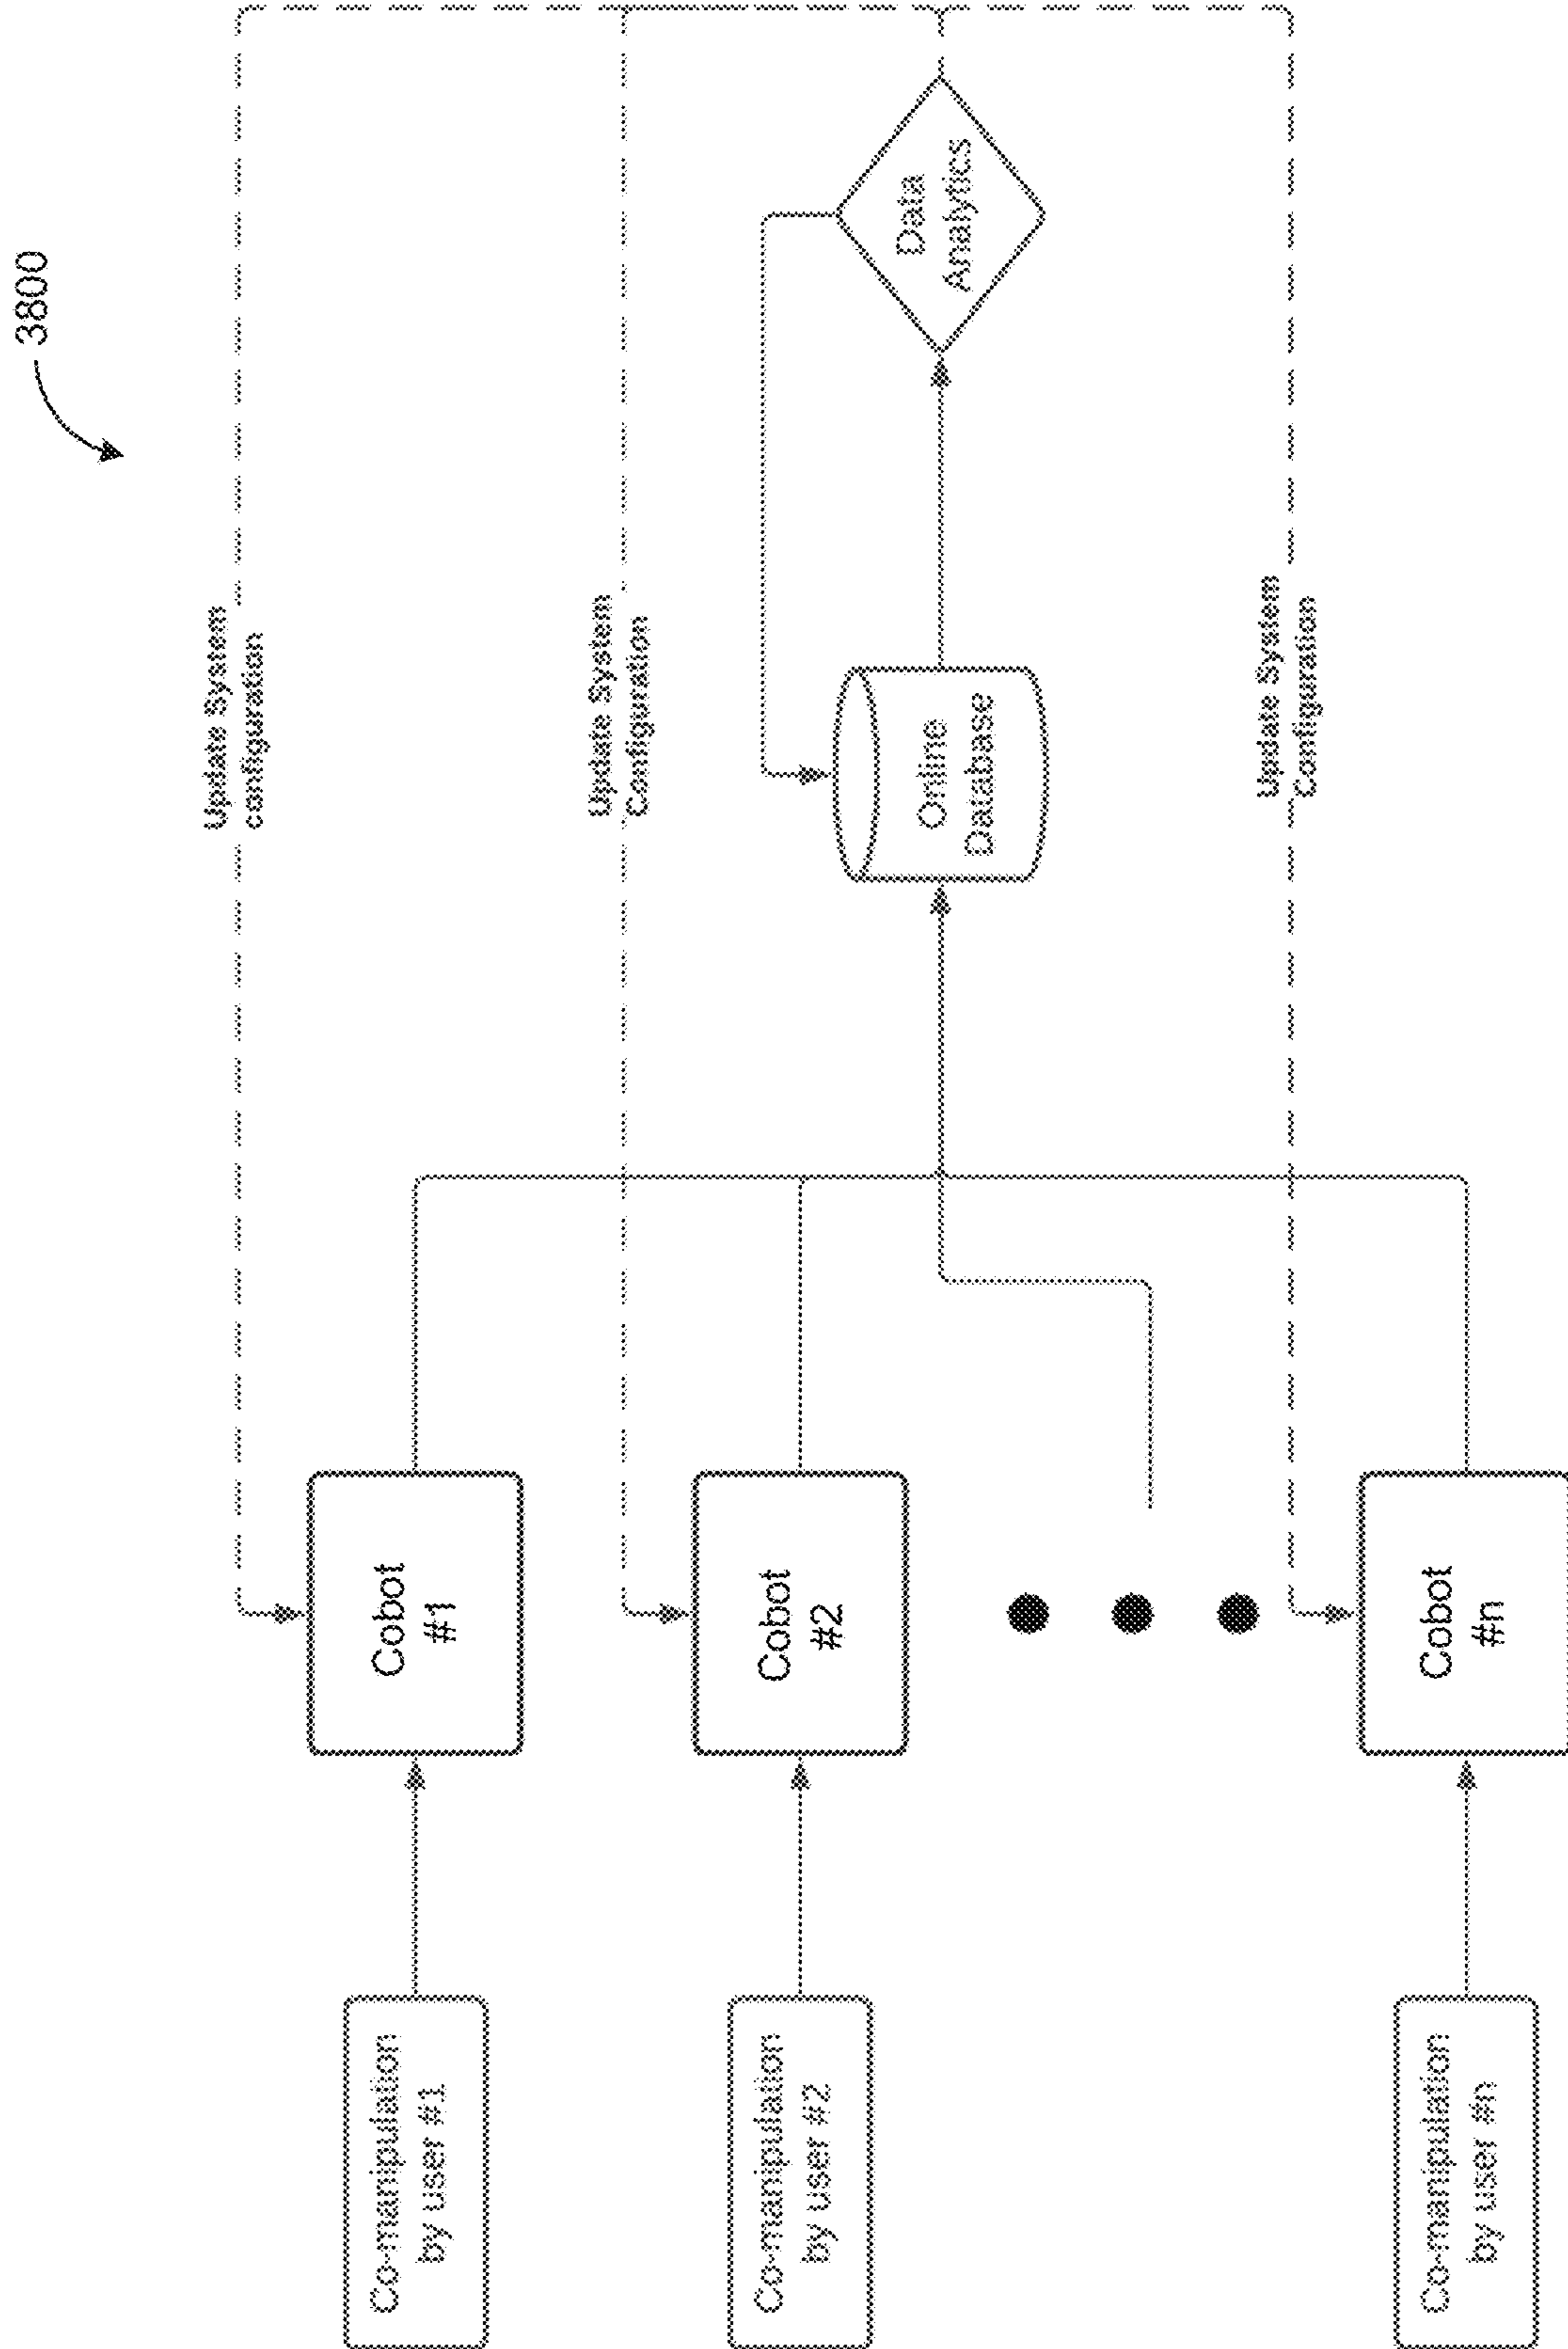 3800
Update System
configuration
Update System
Configuration
Update System
Configuration
Co-manipulation
by user #1
Cobot
#1
Co-manipulation
by user #2
Cobot
#2
Online
Database
Data
Analytics
Co-manipulation
by user #n
Cobot
#n